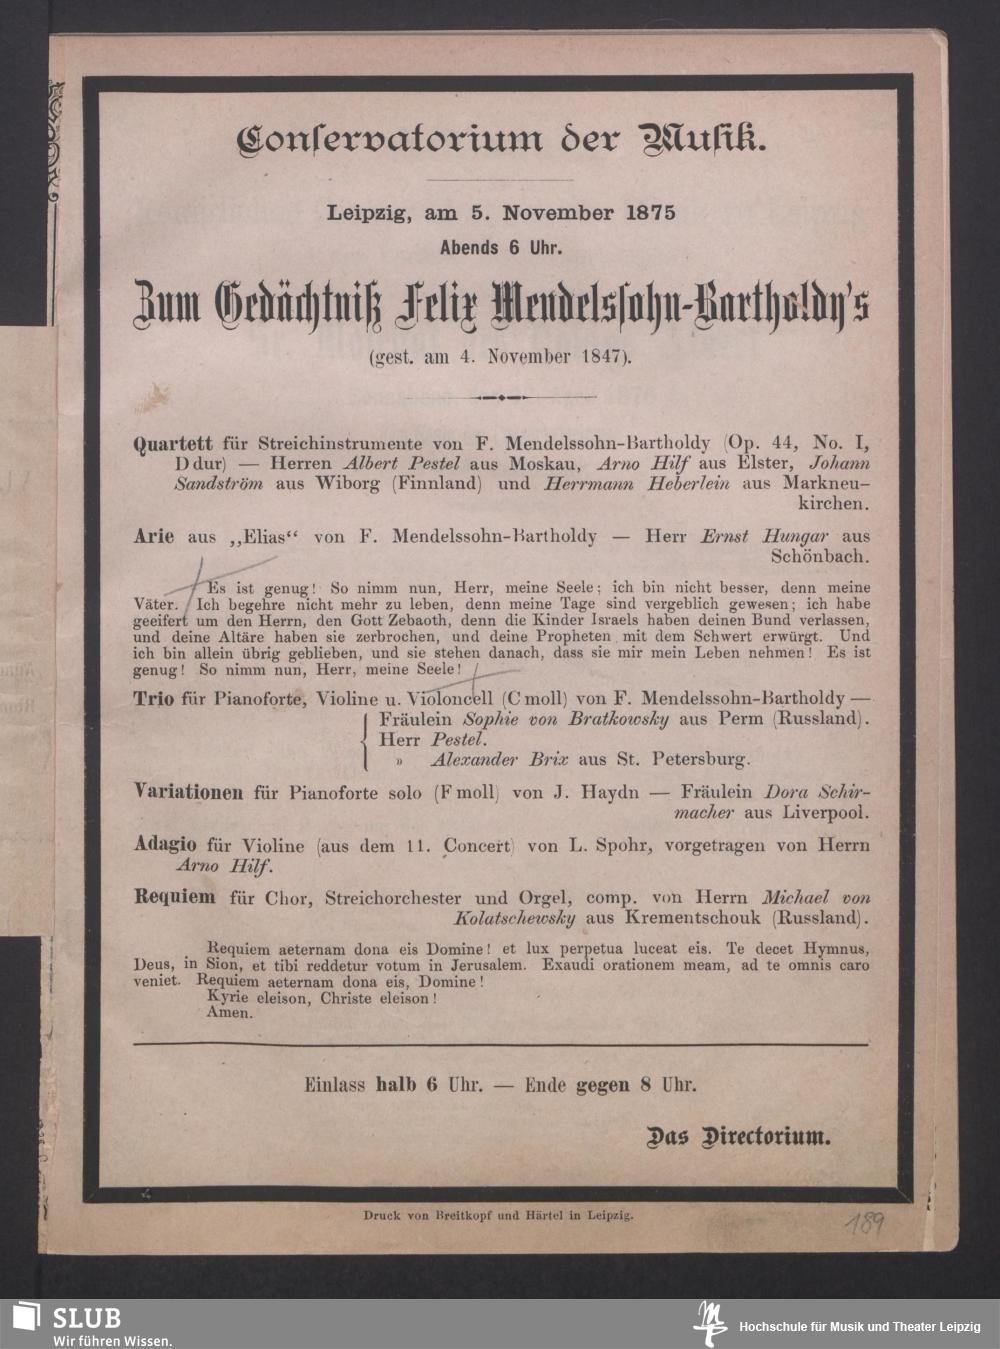 Conservatorium der Musik.
Leipzig, am 5. November 1875
Abends 6 Uhr.
Zum Gedächtniß Felix Mendelssohn-Bartholdy's
(gest. am 4. November 1847).
Quartett für Streichinstrumente von F. Mendelssohn-Bartholdy (Op. 44, No. I,
D dur) — Herren Albert Pestel aus Moskau, Arno Hilf aus Elster, Johann
Sandström aus Wiborg (Finnland) und Herrmann Heberlein aus Markneu-
kirchen.
Arie aus „Elias“ von F. Mendelssohn-Bartholdy — Herr Ernst Hungar aus
Schönbach.
Es ist genug! So nimm nun, Herr, meine Seele; ich bin nicht besser, denn meine
Väter. Ich begehre nicht mehr zu leben, denn meine Tage sind vergeblich gewesen; ich habe
geeifert um den Herrn, den Gott Zebaoth, denn die Kinder Israels haben deinen Bund verlassen,
und deine Altäre haben sie zerbrochen, und deine Propheten mit dem Schwert erwürgt. Und
ich bin allein übrig geblieben, und sie stehen danach, dass sie mir mein Leben nehmen! Es ist
genug! So nimm nun, Herr, meine Seele!
Trio für Pianoforte, Violine u. Violoncell (C moll) von F. Mendelssohn-Bartholdy —
Fräulein Sophie von Bratkowsky aus Perm (Russland).
Herr Pestel.
» Alexander Brix aus St. Petersburg.
Variationen für Pianoforte solo (F moll) von J. Haydn — Fräulein Dora Schir-
macher aus Liverpool.
Adagio für Violine (aus dem 11. Concert) von L. Spohr, vorgetragen von Herrn
Arno Hilf.
Requiem für Chor, Streichorchester und Orgel, comp. von Herrn Michael von
Kolatschewsky aus Krementschouk (Russland).
Requiem aeternam dona eis Domine! et lux perpetua luceat eis. Te decet Hymnus,
Deus, in Sion, et tibi reddetur votum in Jerusalem. Exaudi orationem meam, ad te omnis caro
veniet. Requiem aeternam dona eis, Domine!
Kyrie eleison, Christe eleison!
Amen.
Einlass halb 6 Uhr. — Ende gegen 8 Uhr.
Das Directorium.
Druck von Breitkopf und Härtel in Leipzig.
189
SLUB
Wir führen Wissen.
Hochschule für Musik und Theater Leipzig